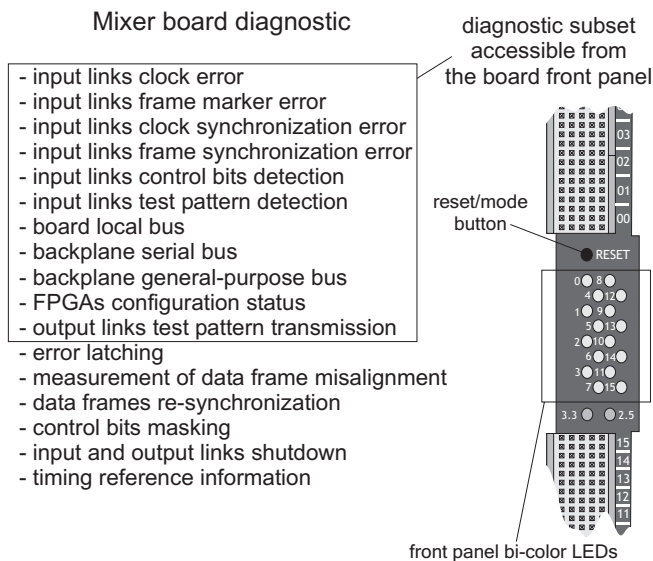 Mixer board diagnostic
diagnostic subset
accessible from
the board front panel
- input links clock error
- input links frame marker error
- input links clock synchronization error
- input links frame synchronization error
- input links control bits detection
- input links test pattern detection
- board local bus
- backplane serial bus
- backplane general-purpose bus
- FPGAs configuration status
- output links test pattern transmission
- error latching
- measurement of data frame misalignment
- data frames re-synchronization
- control bits masking
- input and output links shutdown
- timing reference information
03
02
01
00
reset/mode
button
RESET
0 8
4 12
1 9
5 13
2 10
6 14
3 11
7 15
3.3 2.5
15
14
13
12
11
front panel bi-color LEDs